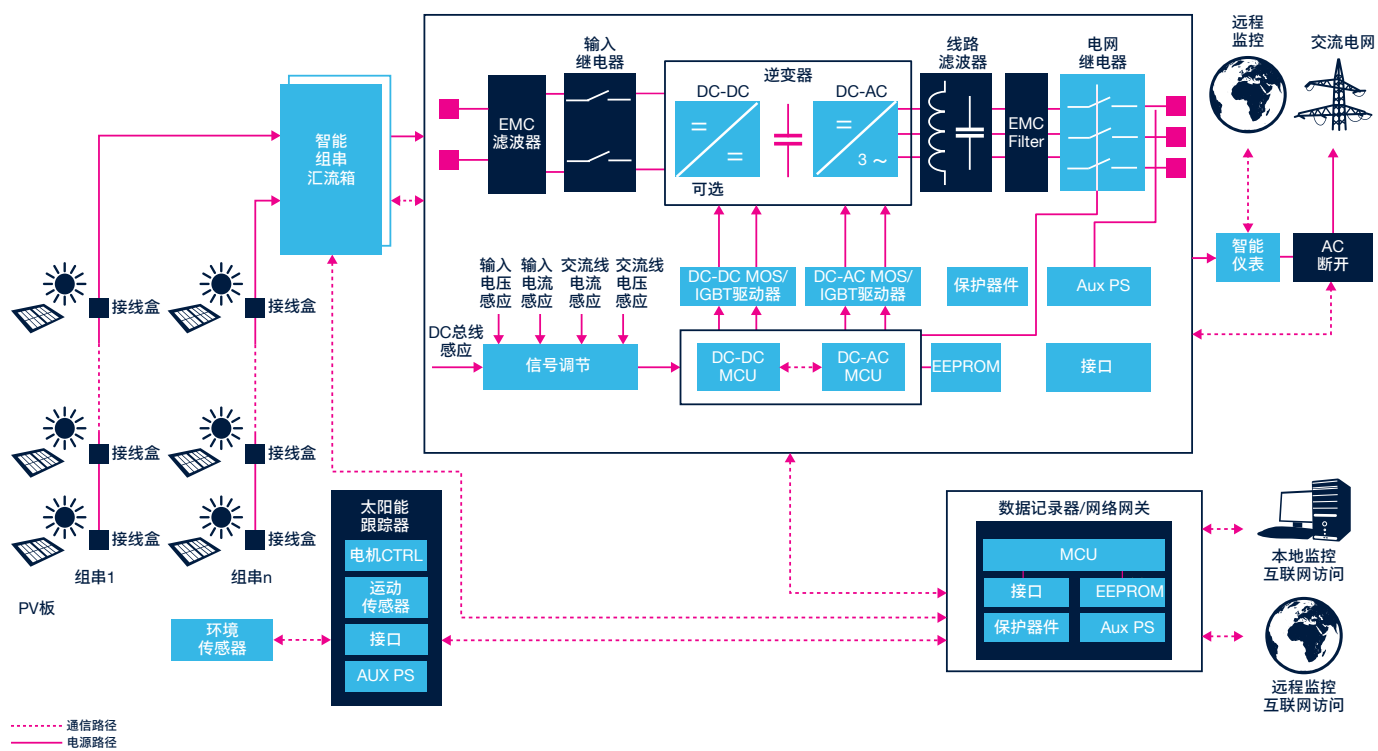 远程
监控
交流电网
智能
组串
汇流箱
EMC
滤波器
输入
继电器
逆变器
DC-DC
DC-AC
3 ~
可选
线路
滤波器
EMC
Filter
电网
继电器
智能
仪表
AC
断开
接线盒
接线盒
接线盒
接线盒
接线盒
接线盒
组串1
组串n
PV板
输入
电压
感应
输入
电流
感应
交流线
电流
感应
交流线
电压
感应
DC总线
感应
信号调节
DC-DC MOS/
IGBT驱动器
DC-AC MOS/
IGBT驱动器
保护器件
Aux PS
DC-DC
MCU
DC-AC
MCU
EEPROM
接口
太阳能
跟踪器
电机CTRL
运动
传感器
接口
AUX PS
环境
传感器
数据记录器/网络网关
MCU
接口
EEPROM
保护器件
Aux PS
本地监控
互联网访问
远程监控
互联网访问
通信路径
电源路径